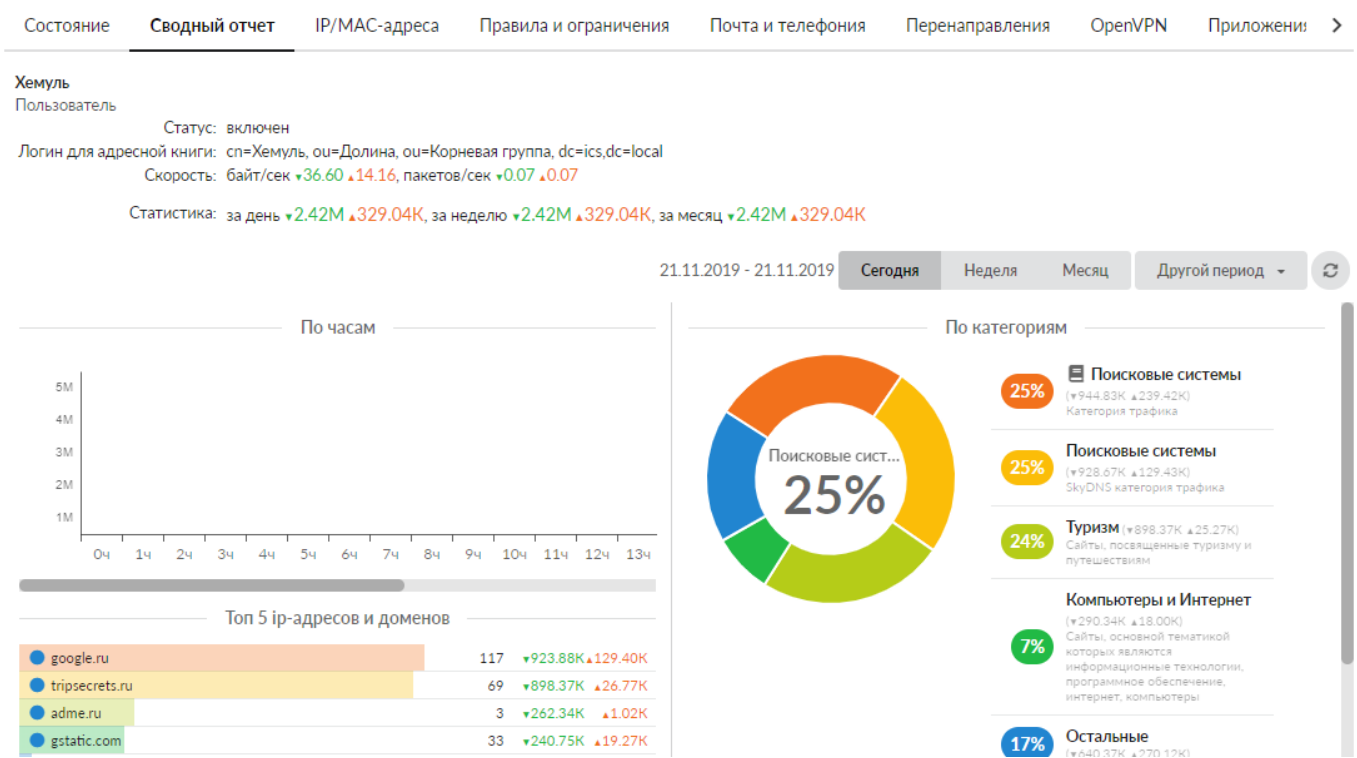 Состояние Сводный отчет IP/MAC-адреса Правила и ограничения Почта и телефония Перенаправления OpenVPN Приложения
Хемуль
Пользователь
Статус: включен
Логин для адресной книги: cn=Хемуль, ou=Долина, ou=Корневая группа, dc=ics,dc=local
Скорость: байт/сек ▼36.60 ▲14.16, пакетов/сек ▼0.07 ▲0.07
Статистика: за день ▼2.42M ▲329.04K, за неделю ▼2.42M ▲329.04K, за месяц ▼2.42M ▲329.04K
21.11.2019 - 21.11.2019 Сегодня Неделя Месяц Другой период
По часам
5M
4M
3M
2M
1M
0ч 1ч 2ч 3ч 4ч 5ч 6ч 7ч 8ч 9ч 10ч 11ч 12ч 13ч
Топ 5 ip-адресов и доменов
google.ru 117 ▼923.88K ▲129.40K
tripsecrets.ru 69 ▼898.37K ▲26.77K
adme.ru 3 ▼262.34K ▲1.02K
gstatic.com 33 ▼240.75K ▲19.27K
По категориям
Поисковые сист...
25%
25% Поисковые системы
(▼944.83K ▲239.42K)
Категория трафика
25% Поисковые системы
(▼928.67K ▲129.43K)
SkyDNS категория трафика
24% Туризм (▼898.37K ▲25.27K)
Сайты, посвященные туризму и
путешествиям
7% Компьютеры и Интернет
(▼290.34K ▲18.00K)
Сайты, основной тематикой
которых являются
информационные технологии,
программное обеспечение,
интернет, компьютеры
17% Остальные
(▼640.37K ▲270.12K)